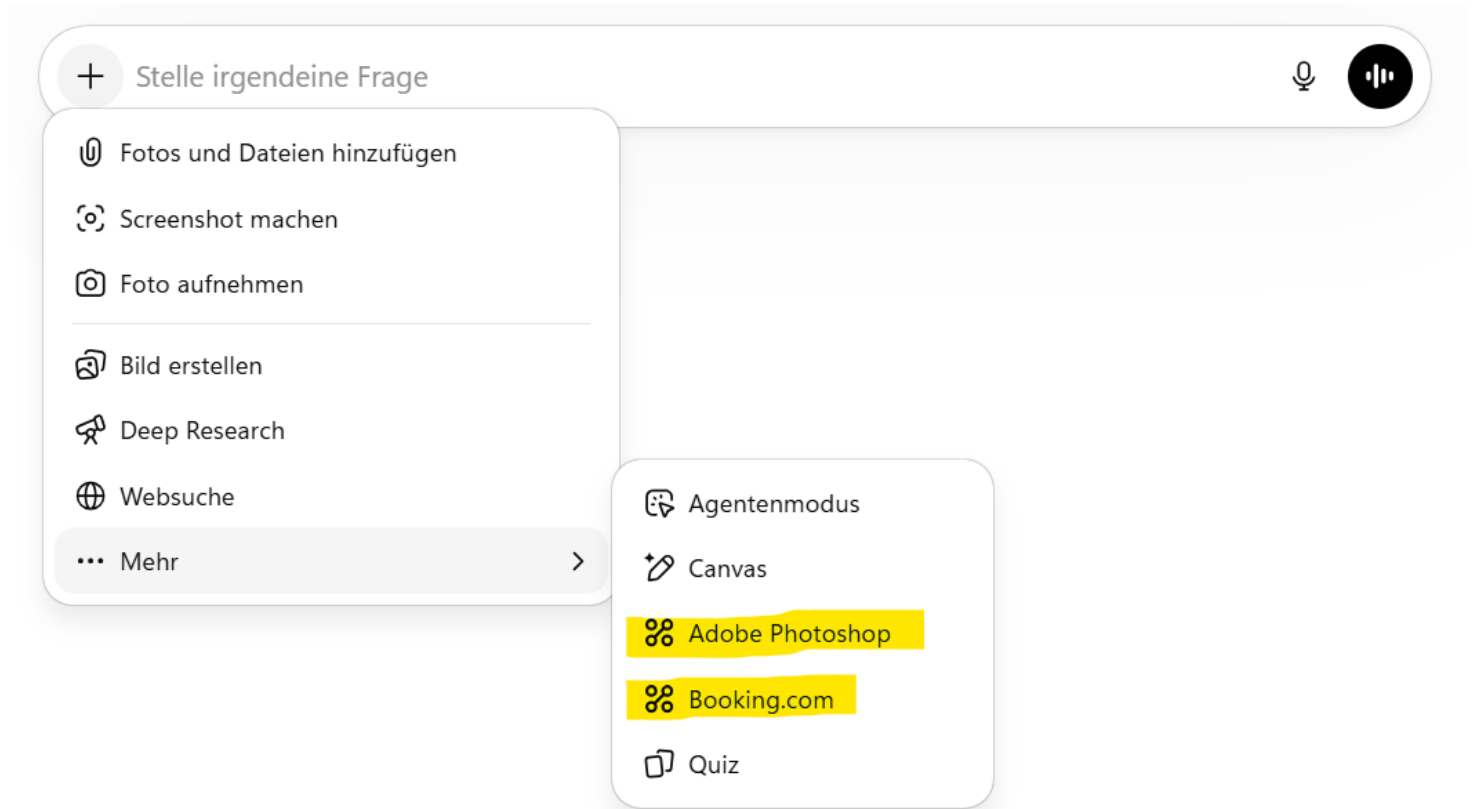 Stelle irgendeine Frage
Fotos und Dateien hinzufügen
Screenshot machen
Foto aufnehmen
Bild erstellen
Deep Research
Websuche
Mehr
Agentenmodus
Canvas
Adobe Photoshop
Booking.com
Quiz